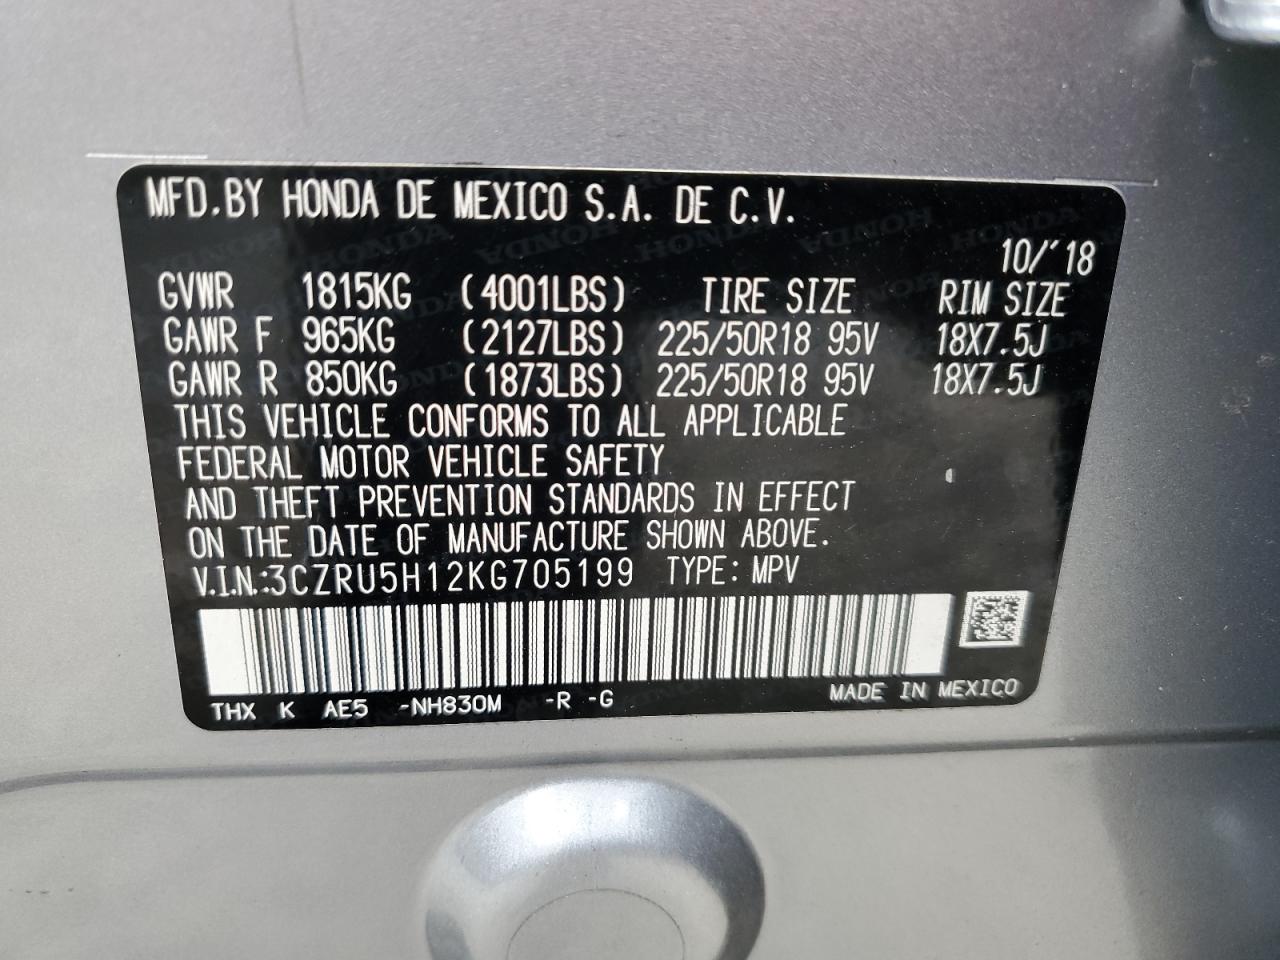 MFD.BY HONDA DE MEXICO S.A. DE C.V.
10/'18
GVWR 1815KG (4001LBS) TIRE SIZE RIM SIZE
GAWR F 965KG (2127LBS) 225/50R18 95V 18X7.5J
GAWR R 850KG (1873LBS) 225/50R18 95V 18X7.5J
THIS VEHICLE CONFORMS TO ALL APPLICABLE
FEDERAL MOTOR VEHICLE SAFETY
AND THEFT PREVENTION STANDARDS IN EFFECT
ON THE DATE OF MANUFACTURE SHOWN ABOVE.
V.I.N.:3CZRU5H12KG705199 TYPE: MPV
THX K AE5 -NH830M -R -G MADE IN MEXICO